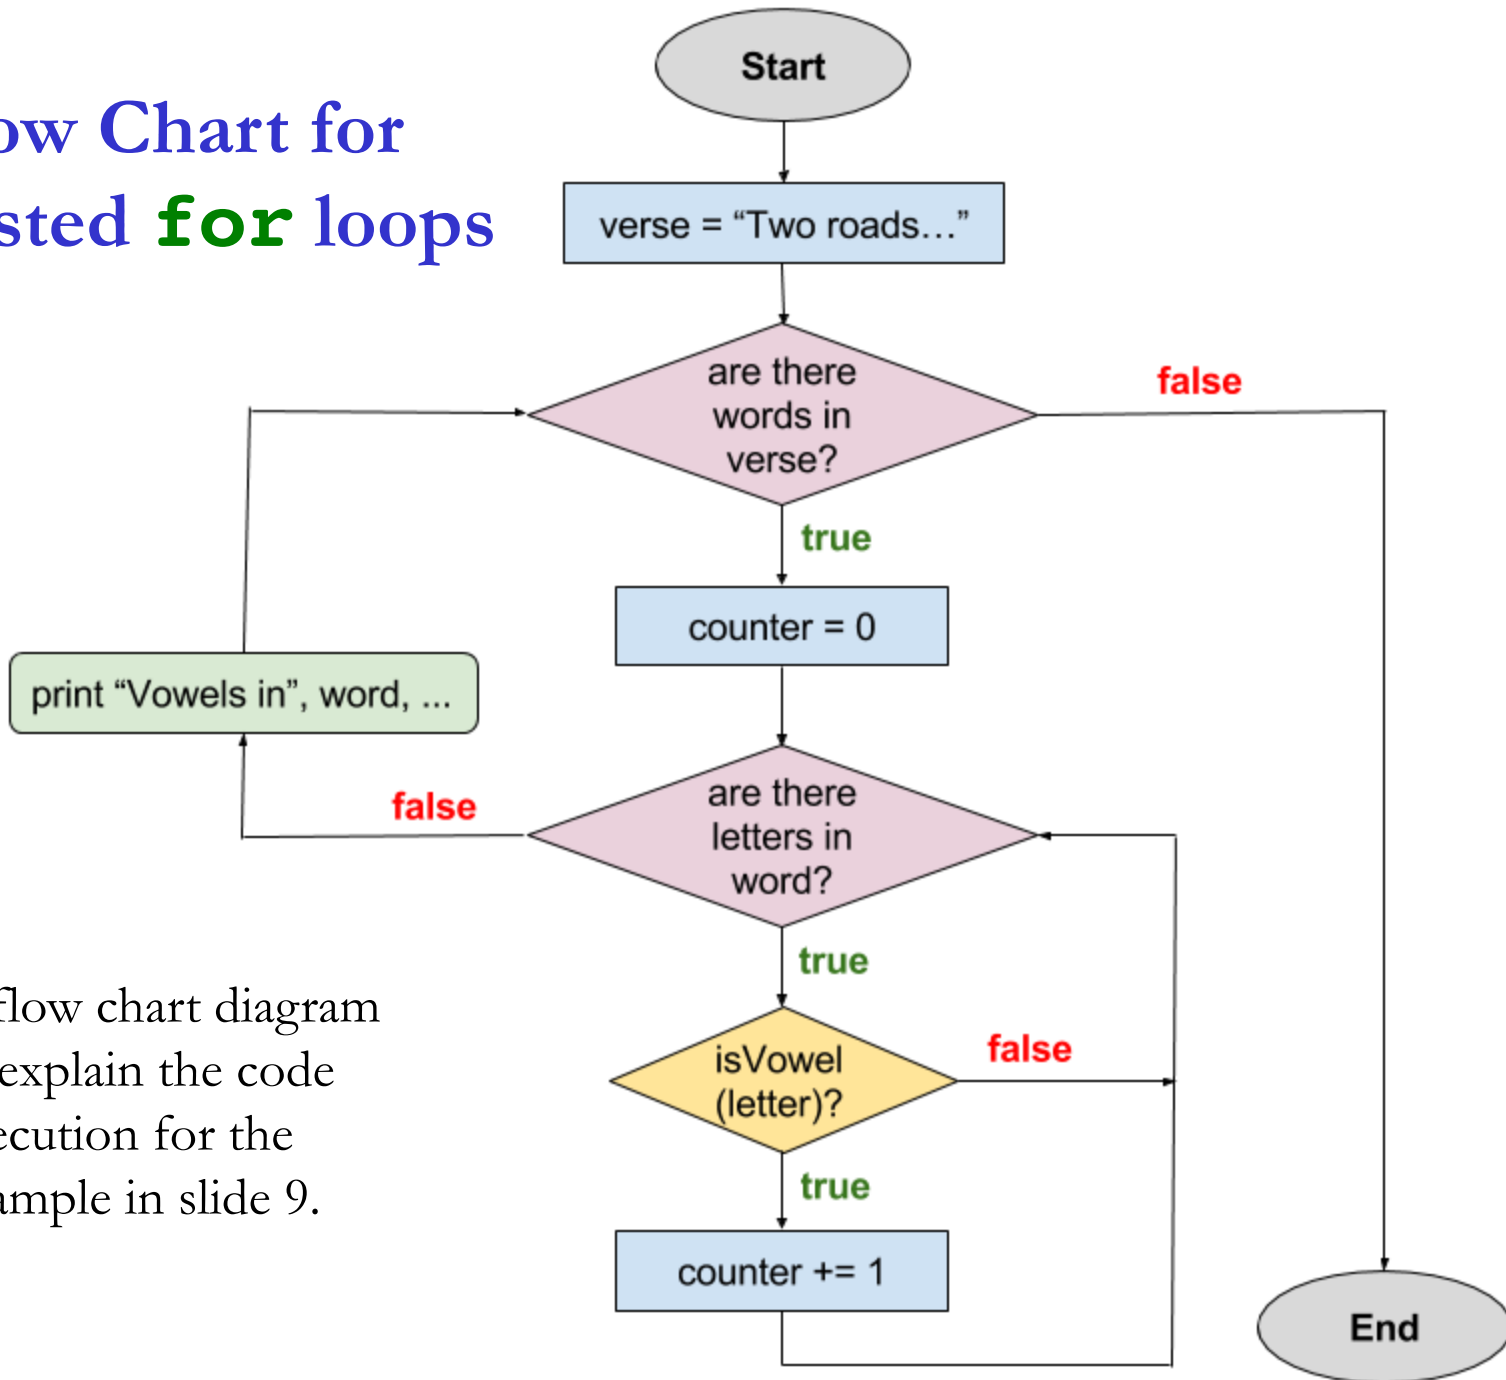 ow Chart for
sted for loops
Start
verse = “Two roads…”
are there
words in
verse?
false
true
counter = 0
print “Vowels in”, word, ...
are there
letters in
word?
false
true
isVowel
(letter)?
false
true
counter += 1
End
flow chart diagram
explain the code
ecution for the
ample in slide 9.